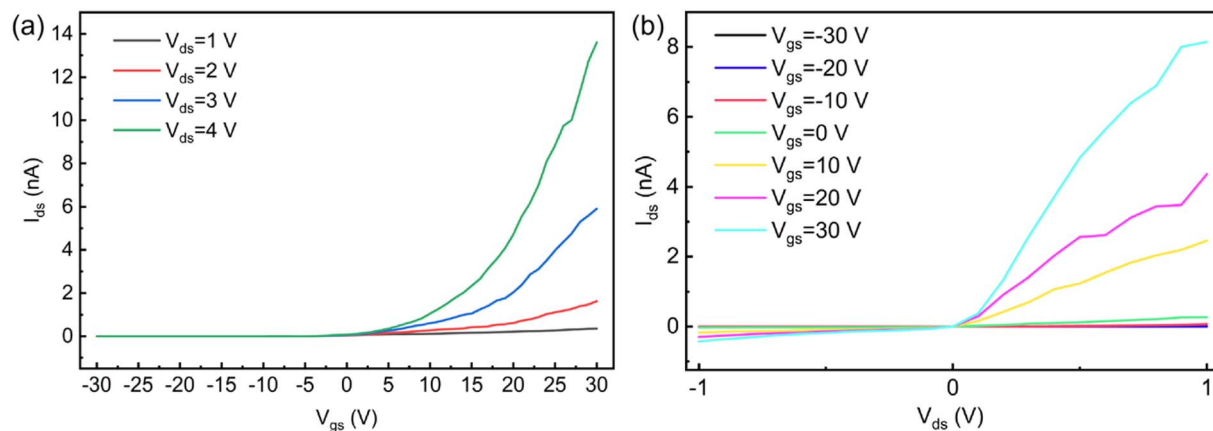 (a)
V_ds=1 V
V_ds=2 V
V_ds=3 V
V_ds=4 V
I_ds (nA)
14
12
10
8
6
4
2
0
-30 -25 -20 -15 -10 -5 0 5 10 15 20 25 30
V_gs (V)
(b)
V_gs=-30 V
V_gs=-20 V
V_gs=-10 V
V_gs=0 V
V_gs=10 V
V_gs=20 V
V_gs=30 V
I_ds (nA)
8
6
4
2
0
-1 0 1
V_ds (V)